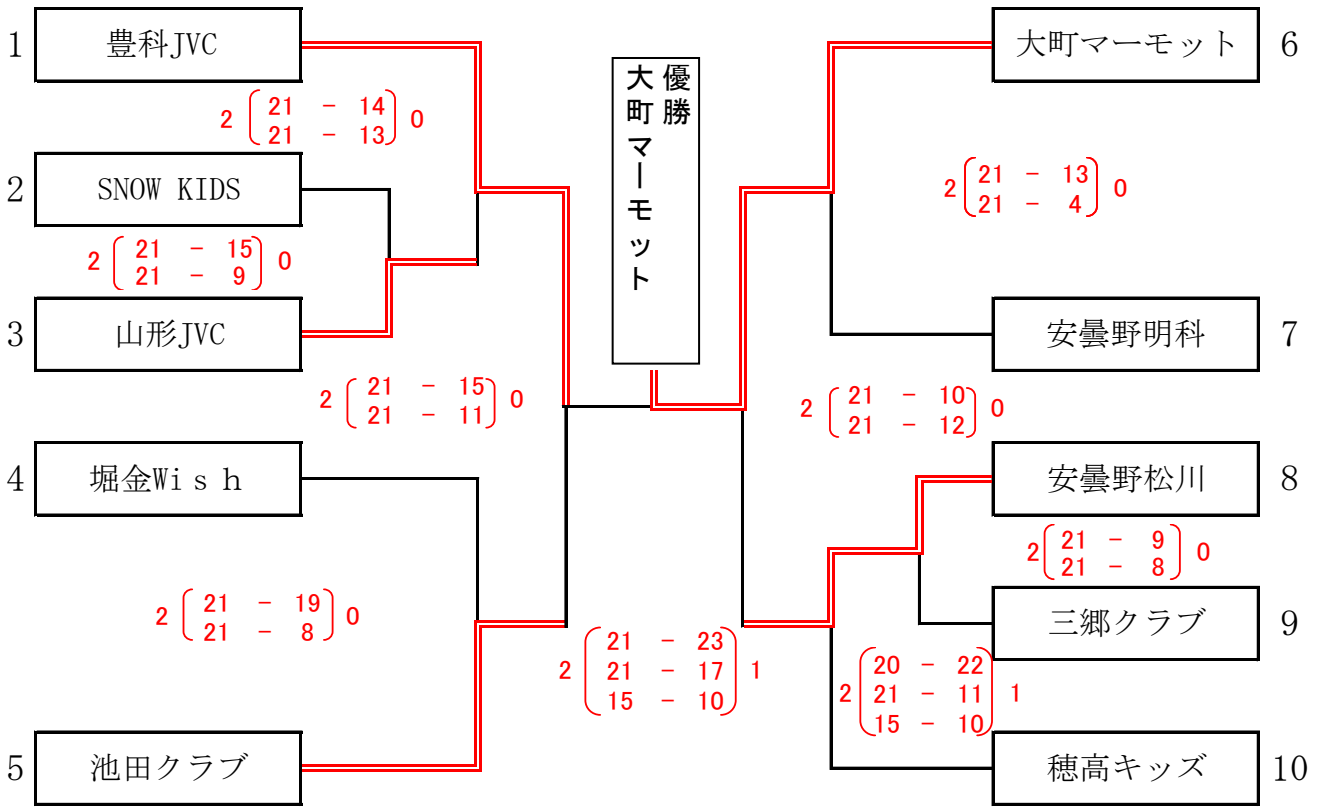 1 豊科JVC
2 ( 21 - 14 ) 0
21 - 13
2 SNOW KIDS
2 ( 21 - 15 ) 0
21 - 9
3 山形JVC
2 ( 21 - 15 ) 0
21 - 11
4 堀金Wish
2 ( 21 - 19 ) 0
21 - 8
5 池田クラブ
優勝
大町マーモット
2 ( 21 - 23 ) 1
21 - 17
15 - 10
大町マーモット 6
2 ( 21 - 13 ) 0
21 - 4
安曇野明科 7
2 ( 21 - 10 ) 0
21 - 12
安曇野松川 8
2 ( 21 - 9 ) 0
21 - 8
三郷クラブ 9
2 ( 20 - 22 ) 1
21 - 11
15 - 10
穂高キッズ 10